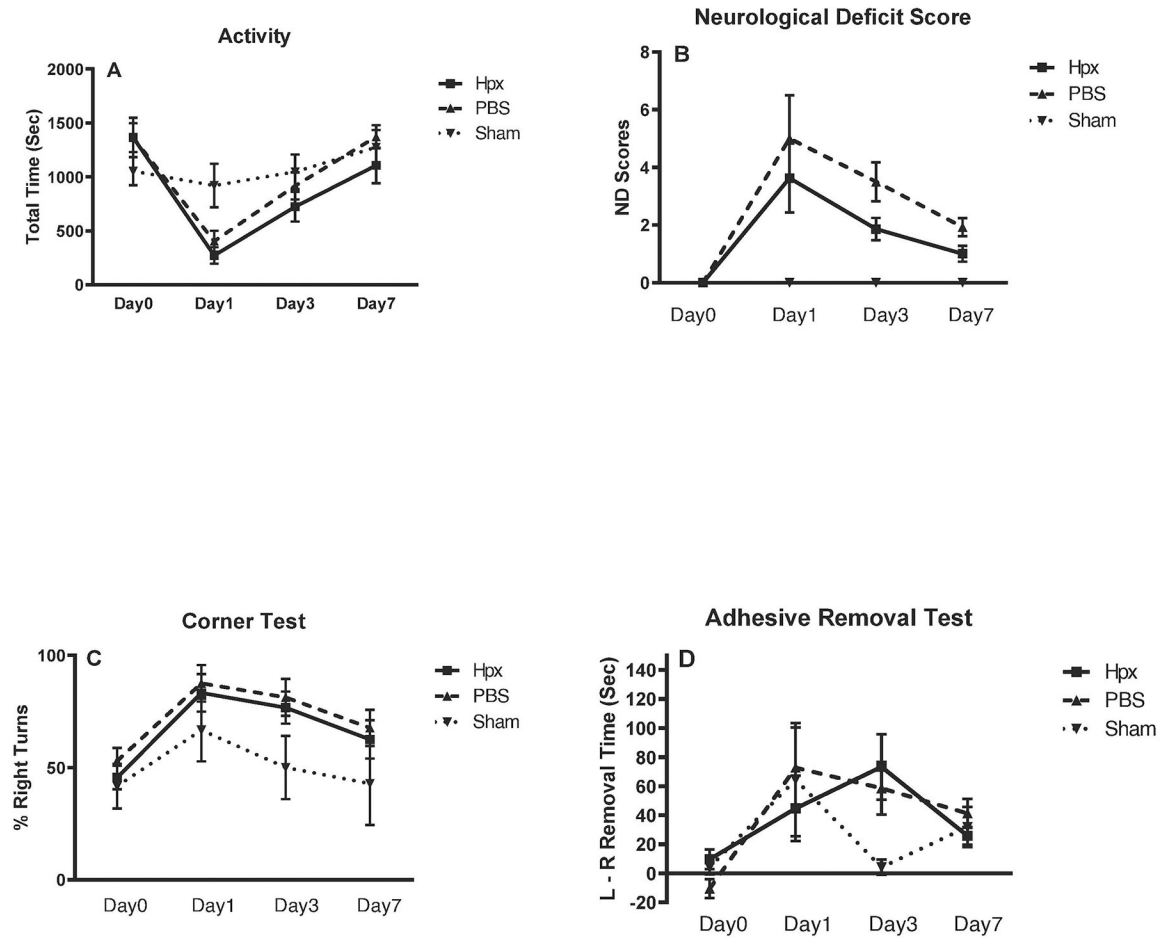 Activity
A
Total Time (Sec)
2000
1500
1000
500
0
Day0 Day1 Day3 Day7
Hpx
PBS
Sham
Neurological Deficit Score
B
ND Scores
8
6
4
2
0
Day0 Day1 Day3 Day7
Hpx
PBS
Sham
Corner Test
C
% Right Turns
100
50
0
Day0 Day1 Day3 Day7
Hpx
PBS
Sham
Adhesive Removal Test
D
L - R Removal Time (Sec)
140
120
100
80
60
40
20
0
-20
Day0 Day1 Day3 Day7
Hpx
PBS
Sham